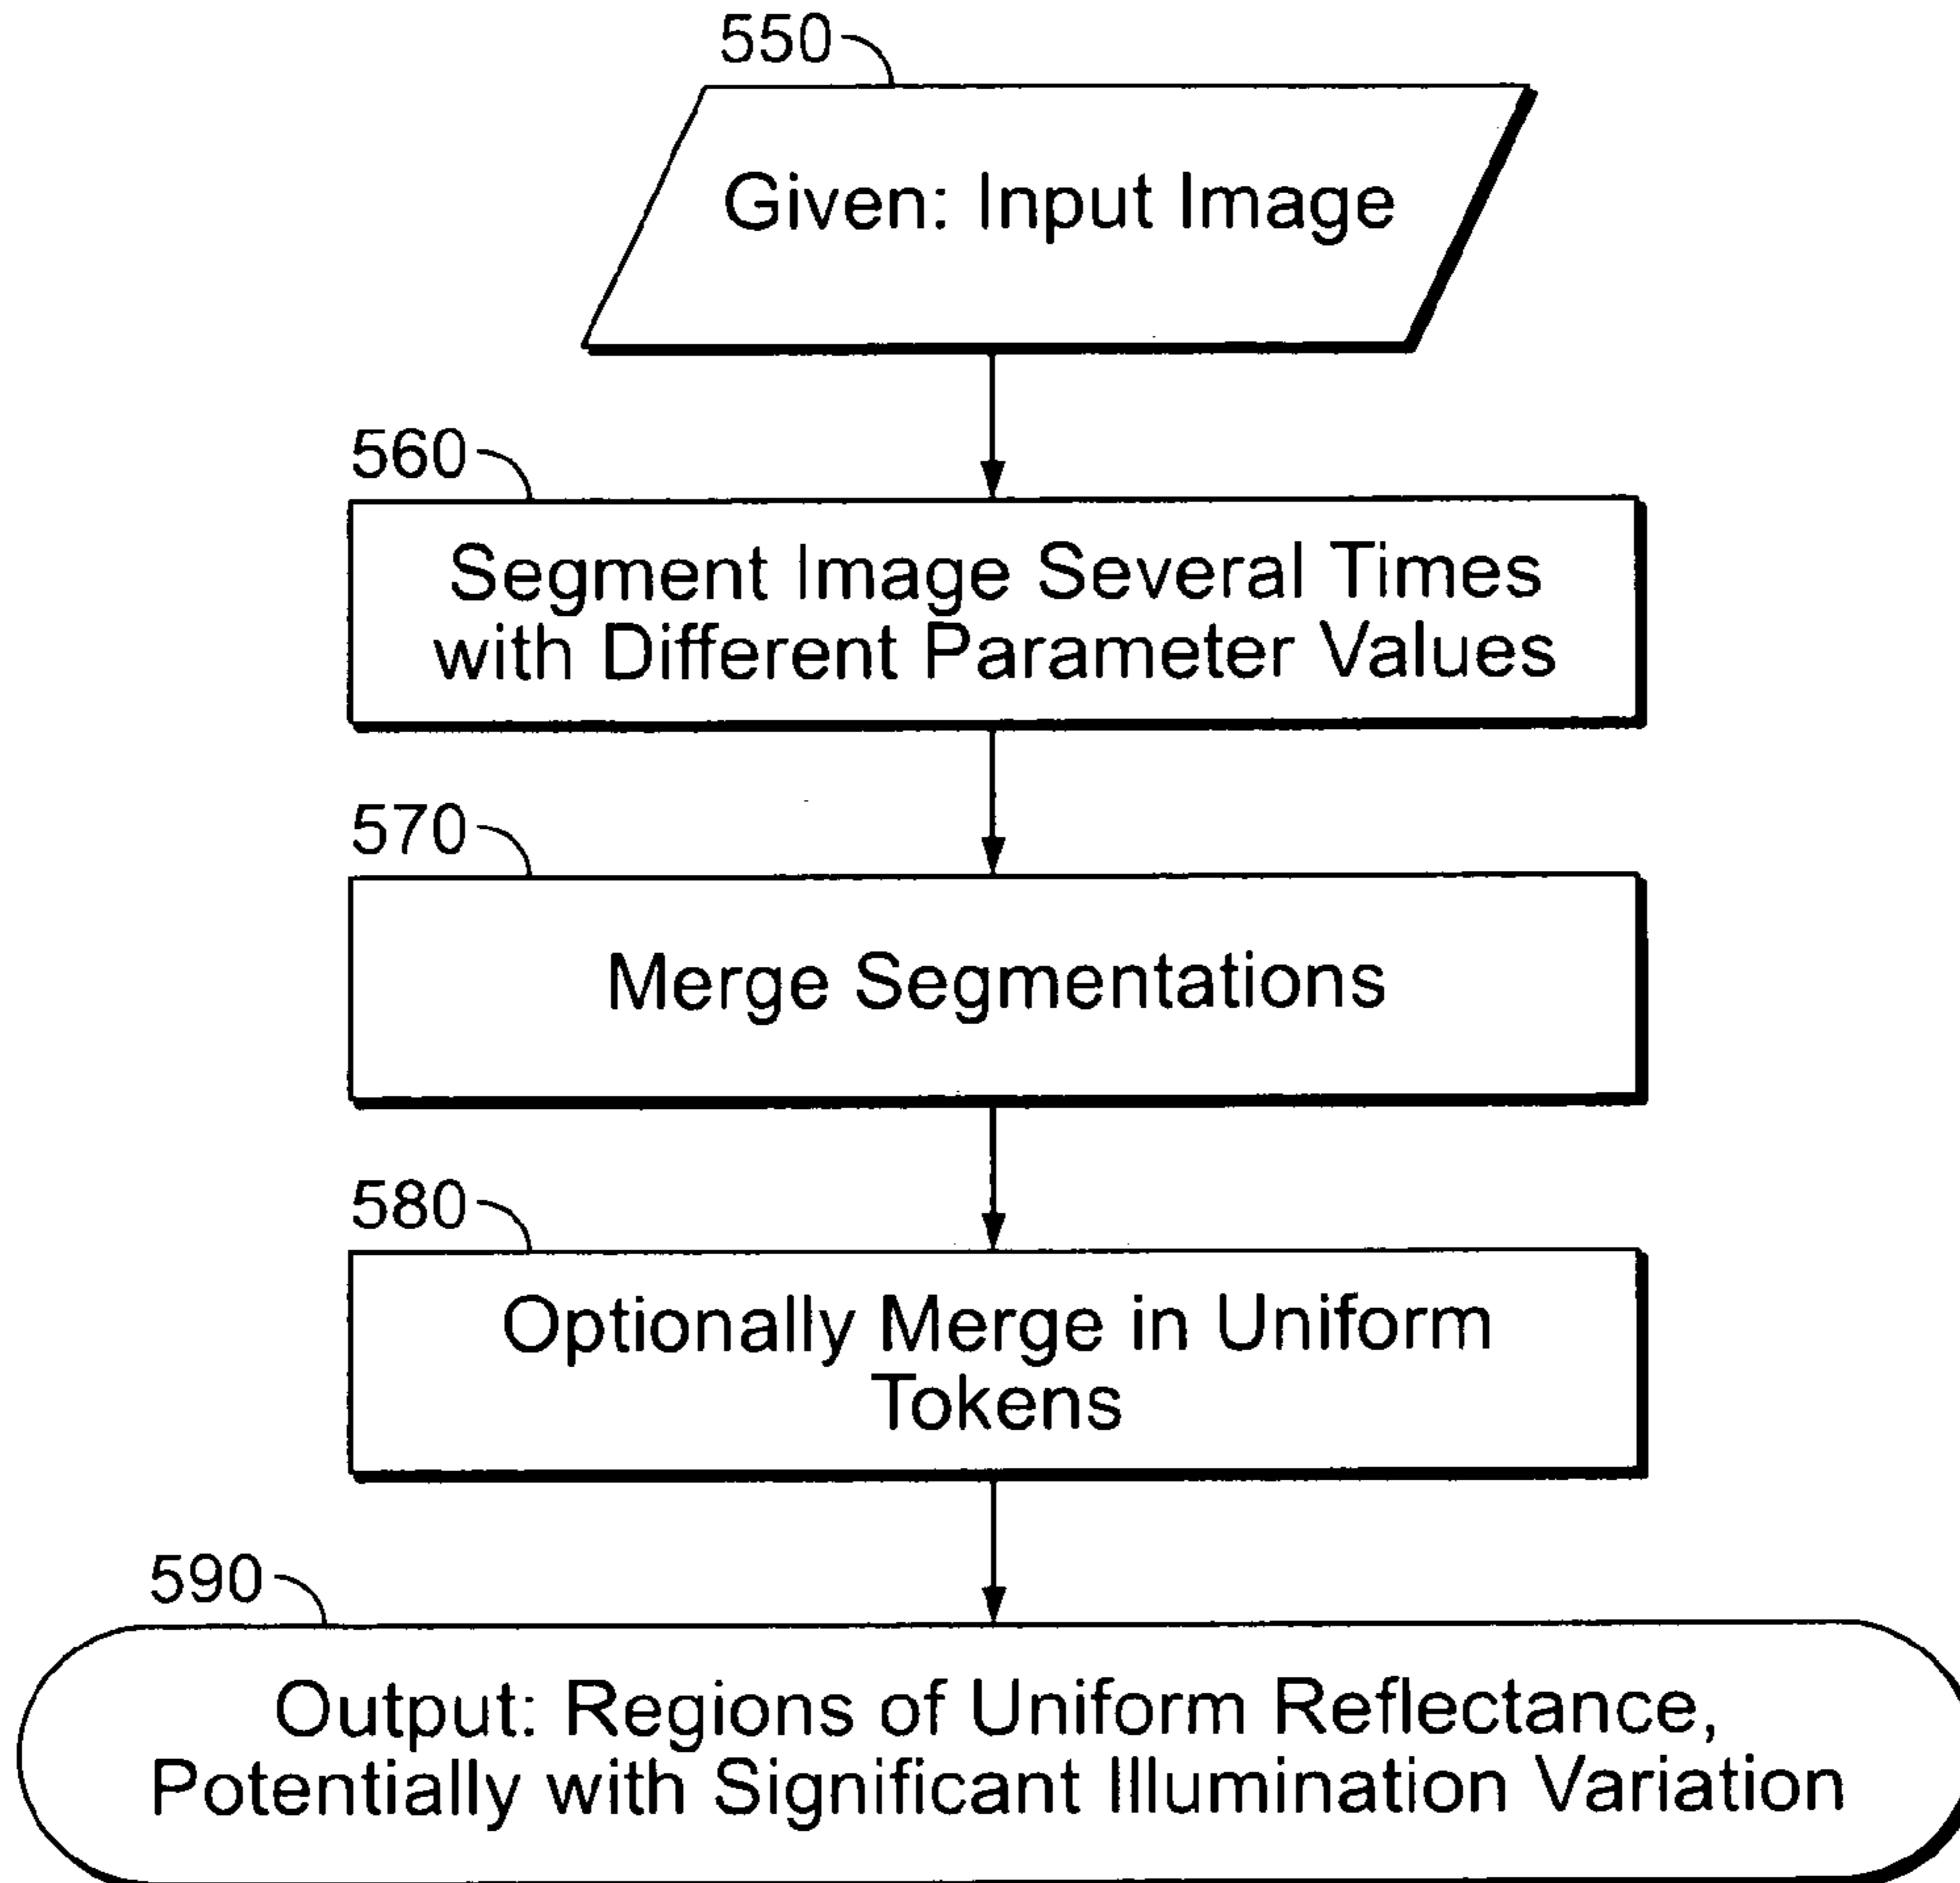 550
Given: Input Image
560
Segment Image Several Times
with Different Parameter Values
570
Merge Segmentations
580
Optionally Merge in Uniform
Tokens
590
Output: Regions of Uniform Reflectance,
Potentially with Significant Illumination Variation